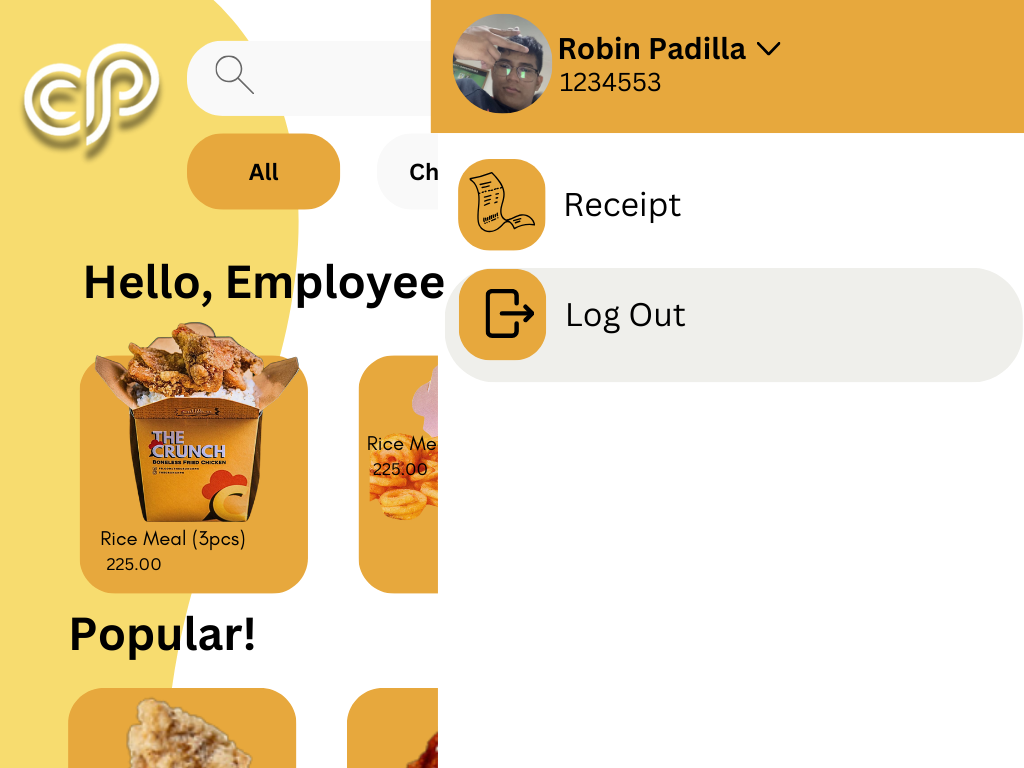 cp
All
Ch
Hello, Employee
THE
CRUNCH
BONELESS FRIED CHICKEN
C
Rice Meal (3pcs)
225.00
Rice Me
225.00
Popular!
Robin Padilla
1234553
Receipt
Log Out